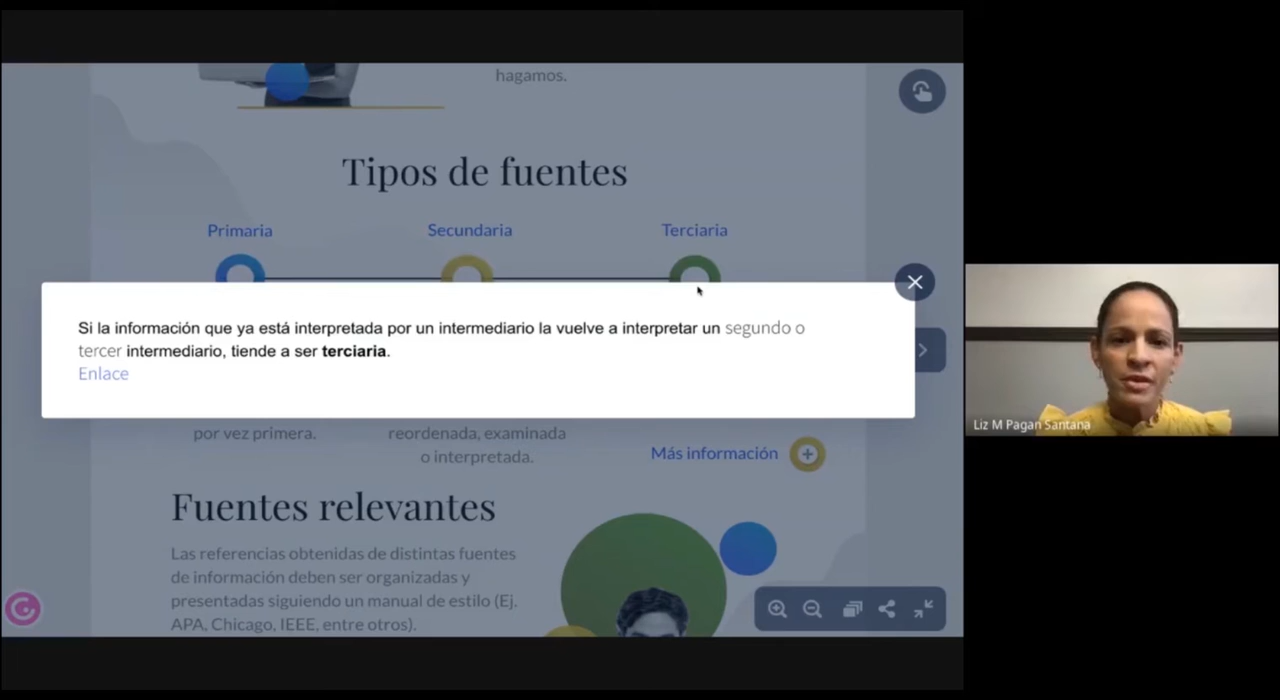 hagamos.
Tipos de fuentes
Primaria
Secundaria
Terciaria
Si la información que ya está interpretada por un intermediario la vuelve a interpretar un segundo o
tercer intermediario, tiende a ser terciaria.
Enlace
por vez primera.
reordenada, examinada
o interpretada.
Más información
Fuentes relevantes
Las referencias obtenidas de distintas fuentes
de información deben ser organizadas y
presentadas siguiendo un manual de estilo (Ej.
APA, Chicago, IEEE, entre otros).
Liz M Pagan Santana